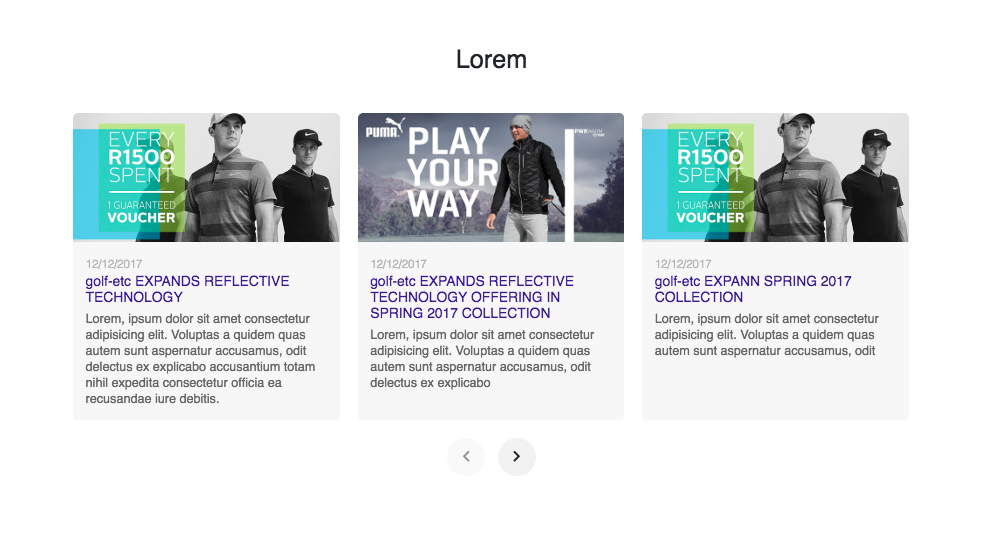 Lorem
EVERY
R1500
SPENT
1 GUARANTEED
VOUCHER
12/12/2017
golf-etc EXPANDS REFLECTIVE
TECHNOLOGY
Lorem, ipsum dolor sit amet consectetur
adipisicing elit. Voluptas a quidem quas
autem sunt aspernatur accusamus, odit
delectus ex explicabo accusantium totam
nihil expedita consectetur officia ea
recusandae iure debitis.
PUMA
PLAY
YOUR
WAY
PWRWARM
12/12/2017
golf-etc EXPANDS REFLECTIVE
TECHNOLOGY OFFERING IN
SPRING 2017 COLLECTION
Lorem, ipsum dolor sit amet consectetur
adipisicing elit. Voluptas a quidem quas
autem sunt aspernatur accusamus, odit
delectus ex explicabo
EVERY
R1500
SPENT
1 GUARANTEED
VOUCHER
12/12/2017
golf-etc EXPANN SPRING 2017
COLLECTION
Lorem, ipsum dolor sit amet consectetur
adipisicing elit. Voluptas a quidem quas
autem sunt aspernatur accusamus, odit